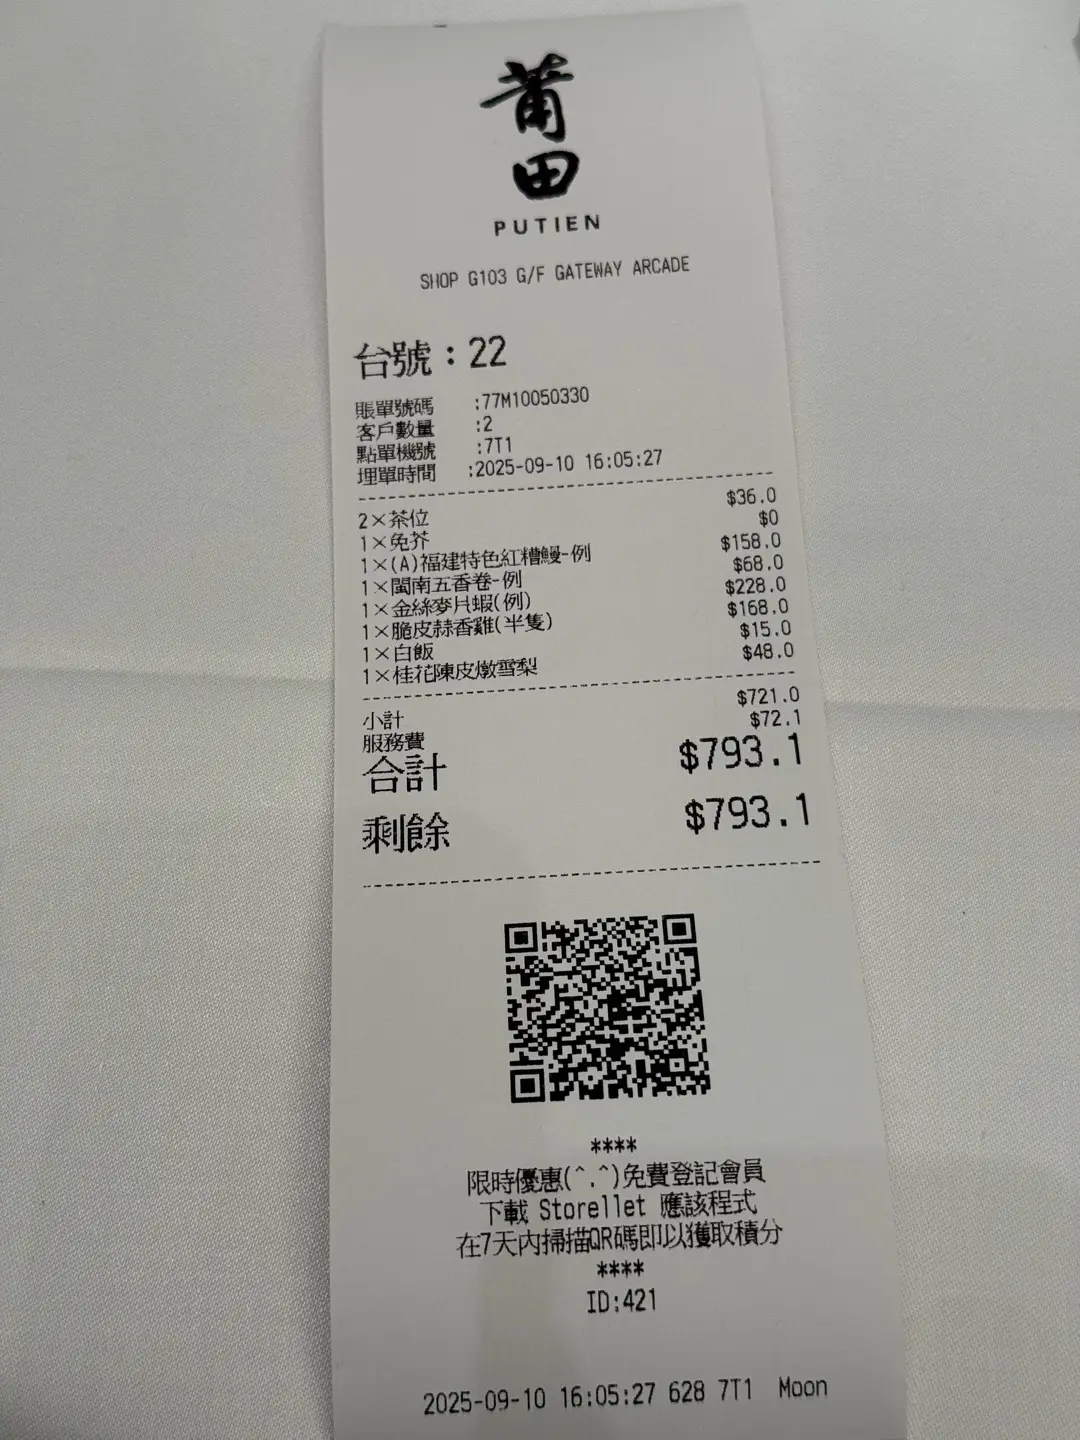 莆
田
PUTIEN
SHOP G103 G/F GATEWAY ARCADE
台號：22
賬單號碼 :77M10050330
客戶數量 :2
點單機號 :7T1
埋單時間 :2025-09-10 16:05:27
2×茶位 $36.0
1×免芥 $0
1×(A)福建特色紅糟鰻-例 $158.0
1×閩南五香卷-例 $68.0
1×金絲麥片蝦(例) $228.0
1×脆皮蒜香雞(半隻) $168.0
1×白飯 $15.0
1×桂花陳皮燉雪梨 $48.0
小計 $721.0
服務費 $72.1
合計 $793.1
剩餘 $793.1
****
限時優惠(^.^)免費登記會員
下載 Storellet 應該程式
在7天內掃描QR碼即以獲取積分
****
ID:421
2025-09-10 16:05:27 628 7T1 Moon